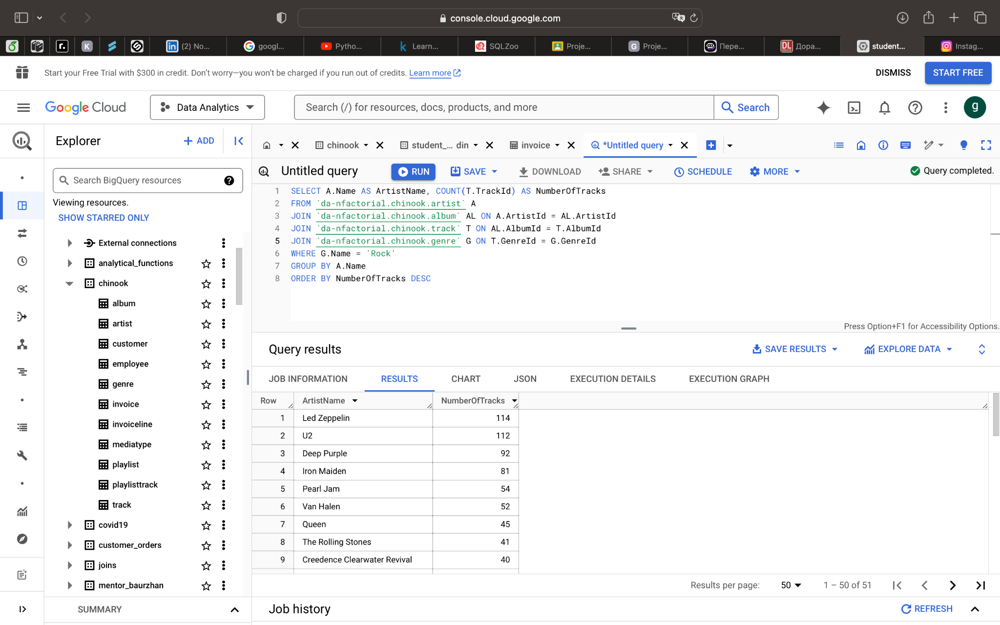 console.cloud.google.com
(2) No...
googl...
Pytho...
Learn...
SQLZoo
Proje...
Proje...
Пере...
Дора...
student...
Instag...
Start your Free Trial with $300 in credit. Don't worry—you won't be charged if you run out of credits. Learn more
DISMISS
START FREE
Google Cloud
Data Analytics
Search (/) for resources, docs, products, and more
Search
g
Explorer
+ ADD
chinook
student_... din
invoice
*Untitled query
Search BigQuery resources
Viewing resources.
SHOW STARRED ONLY
External connections
analytical_functions
chinook
album
artist
customer
employee
genre
invoice
invoiceline
mediatype
playlist
playlisttrack
track
covid19
customer_orders
joins
mentor_baurzhan
SUMMARY
Untitled query
RUN
SAVE
DOWNLOAD
SHARE
SCHEDULE
MORE
Query completed.
1 SELECT A.Name AS ArtistName, COUNT(T.TrackId) AS NumberOfTracks
2 FROM `da-nfactorial.chinook.artist` A
3 JOIN `da-nfactorial.chinook.album` AL ON A.ArtistId = AL.ArtistId
4 JOIN `da-nfactorial.chinook.track` T ON AL.AlbumId = T.AlbumId
5 JOIN `da-nfactorial.chinook.genre` G ON T.GenreId = G.GenreId
6 WHERE G.Name = 'Rock'
7 GROUP BY A.Name
8 ORDER BY NumberOfTracks DESC
Press Option+F1 for Accessibility Options.
Query results
SAVE RESULTS
EXPLORE DATA
JOB INFORMATION
RESULTS
CHART
JSON
EXECUTION DETAILS
EXECUTION GRAPH
Row ArtistName NumberOfTracks
1 Led Zeppelin 114
2 U2 112
3 Deep Purple 92
4 Iron Maiden 81
5 Pearl Jam 54
6 Van Halen 52
7 Queen 45
8 The Rolling Stones 41
9 Creedence Clearwater Revival 40
Results per page: 50 1 – 50 of 51
Job history
REFRESH